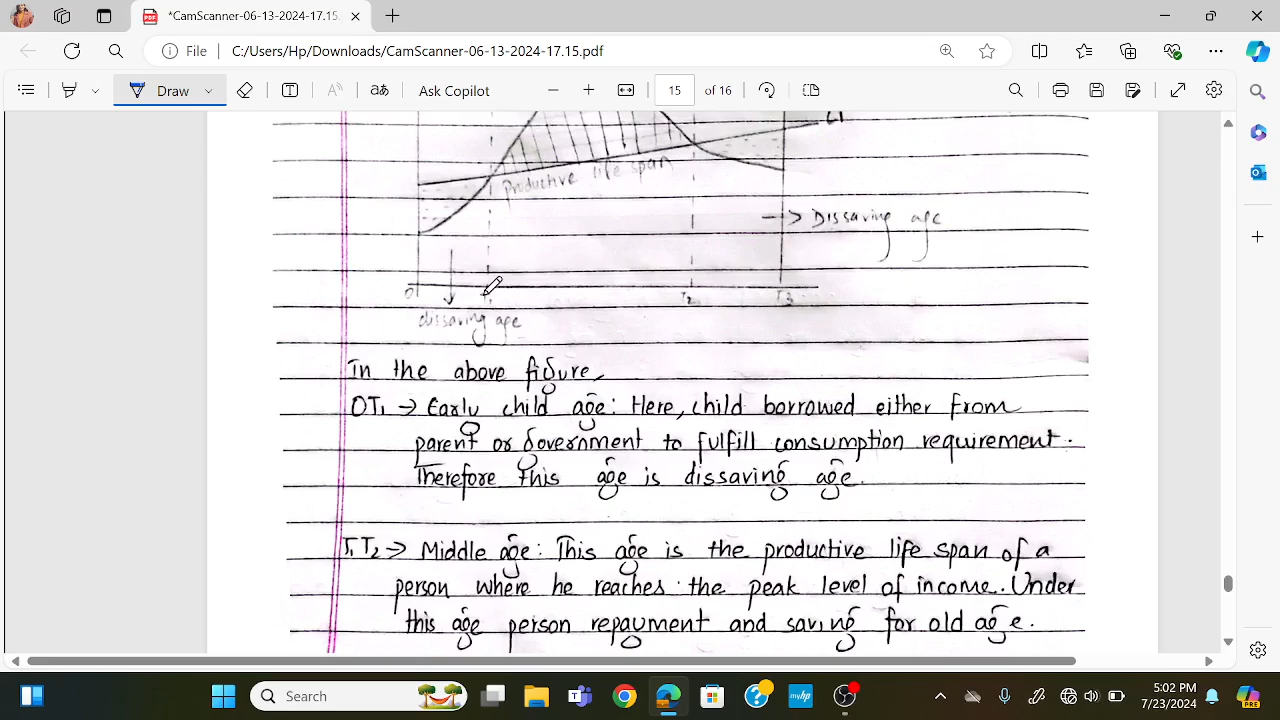 *CamScanner-06-13-2024-17.15.
File
C:/Users/Hp/Downloads/CamScanner-06-13-2024-17.15.pdf
Draw
Ask Copilot
15
of 16
C1
productive life span
--> Dissaving age
0
T2
T3
dissaving age
In the above figure,
OT1 → Early child age: Here, child borrowed either from
parent or Government to fulfill consumption requirement.
Therefore this age is dissaving age.
T1 T2 → Middle age: This age is the productive life span of a
person where he reaches the peak level of income. Under
this age person repayment and saving for old age.
Search
myhp
5:02 PM
7/23/2024
PRE